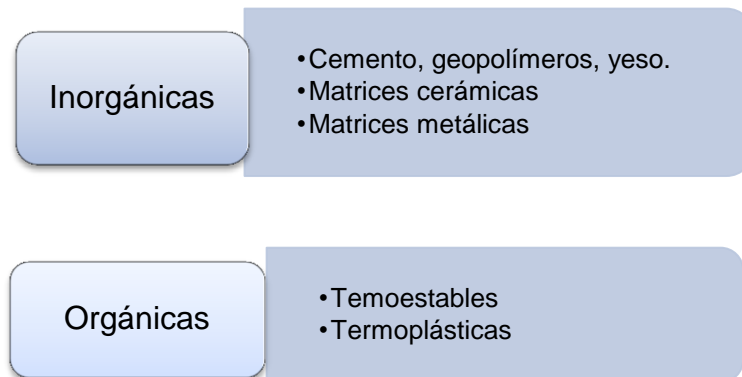 Inorgánicas
•Cemento, geopolímeros, yeso.
•Matrices cerámicas
•Matrices metálicas
Orgánicas
•Temoestables
•Termoplásticas